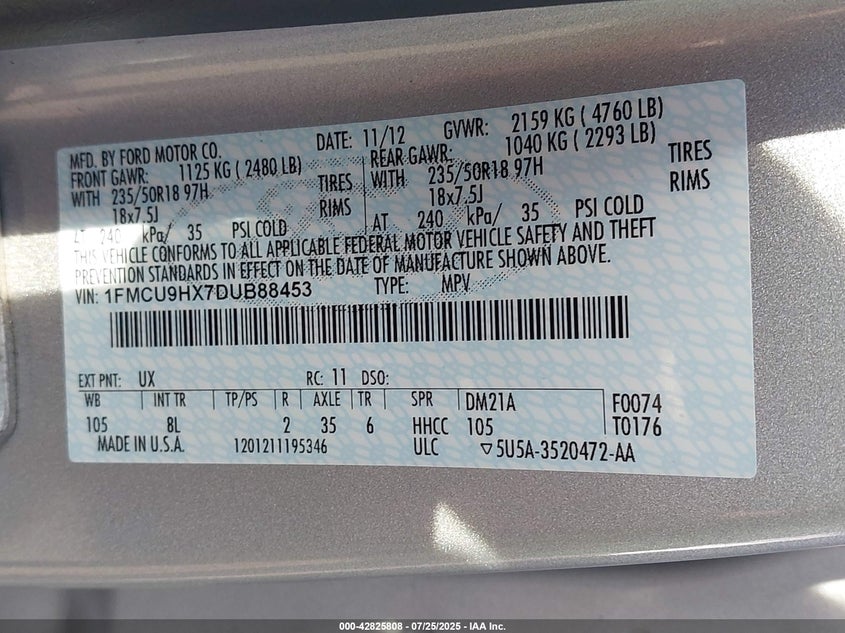 MFD. BY FORD MOTOR CO. DATE: 11/12 GVWR: 2159 KG ( 4760 LB)
FRONT GAWR: 1125 KG ( 2480 LB) REAR GAWR: 1040 KG ( 2293 LB)
WITH 235/50R18 97H TIRES WITH 235/50R18 97H TIRES
18x7.5J RIMS 18x7.5J RIMS
AT 240 kPa/ 35 PSI COLD AT 240 kPa/ 35 PSI COLD
THIS VEHICLE CONFORMS TO ALL APPLICABLE FEDERAL MOTOR VEHICLE SAFETY AND THEFT
PREVENTION STANDARDS IN EFFECT ON THE DATE OF MANUFACTURE SHOWN ABOVE.
VIN: 1FMCU9HX7DUB88453 TYPE: MPV
EXT PNT: UX RC: 11 DSO:
WB INT TR TP/PS R AXLE TR SPR DM21A F0074
105 8L 2 35 6 HHCC 105 T0176
MADE IN U.S.A. 1201211195346 ULC ▽5U5A-3520472-AA
000-42825808 | 07/25/2025 - IAA Inc.